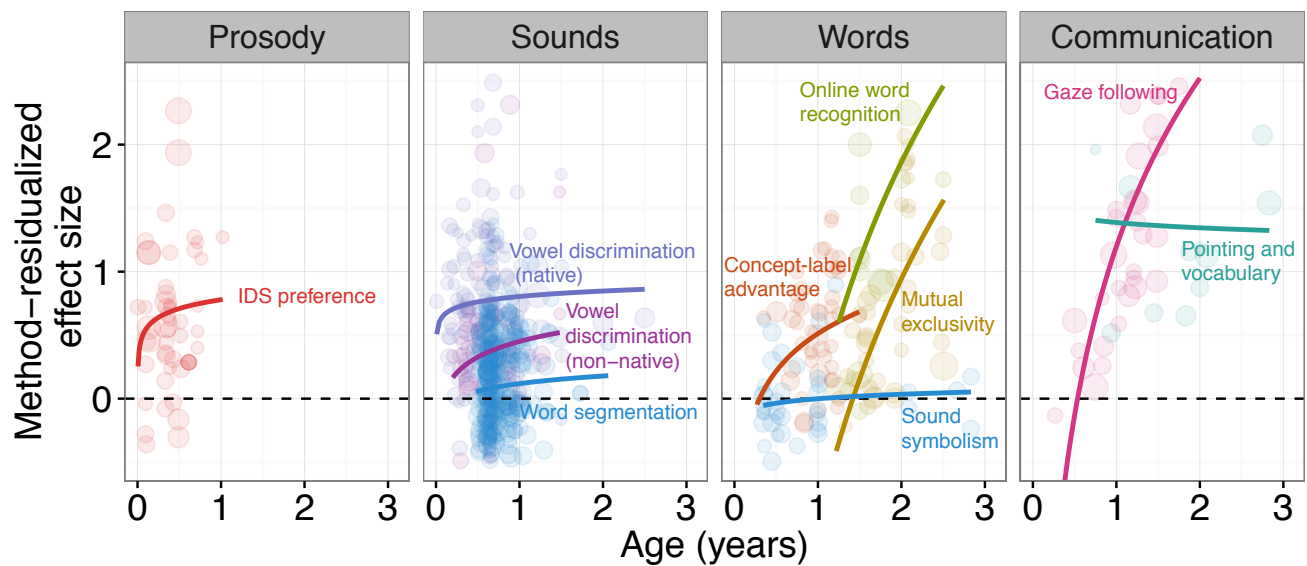 Prosody
Sounds
Words
Communication
Method−residualized
effect size
2
1
0
IDS preference
Vowel discrimination
(native)
Vowel
discrimination
(non−native)
Word segmentation
Online word
recognition
Concept-label
advantage
Mutual
exclusivity
Sound
symbolism
Gaze following
Pointing and
vocabulary
0 1 2 3
0 1 2 3
0 1 2 3
0 1 2 3
Age (years)